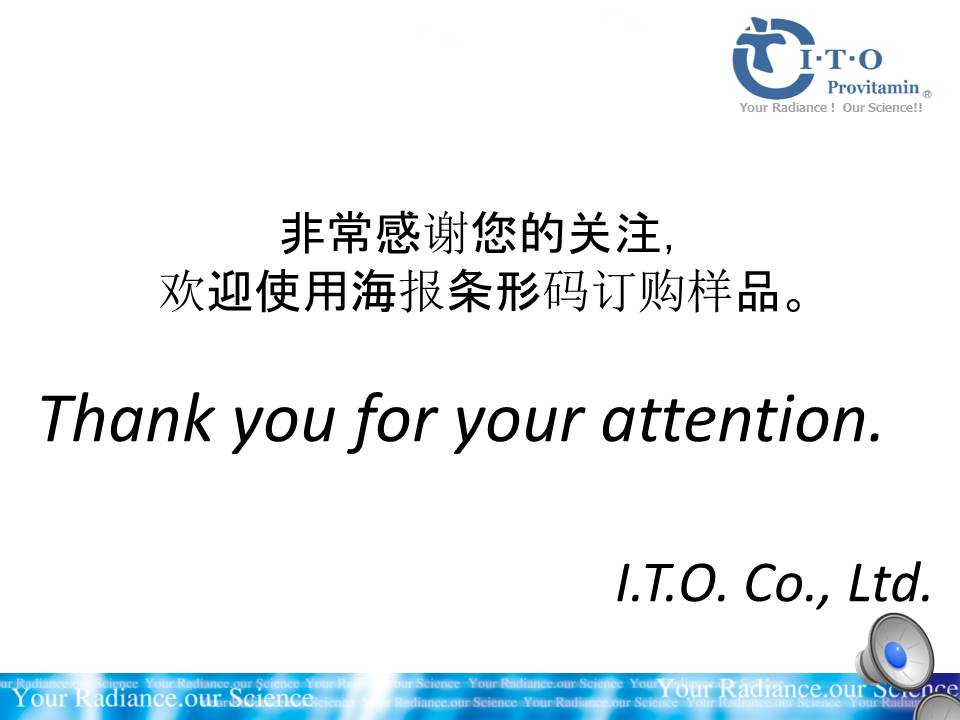 I·T·O
Provitamin ®
Your Radiance ! Our Science!!
非常感谢您的关注,
欢迎使用海报条形码订购样品。
Thank you for your attention.
I.T.O. Co., Ltd.
Your Radiance.our Science
Your Radiance.our Science